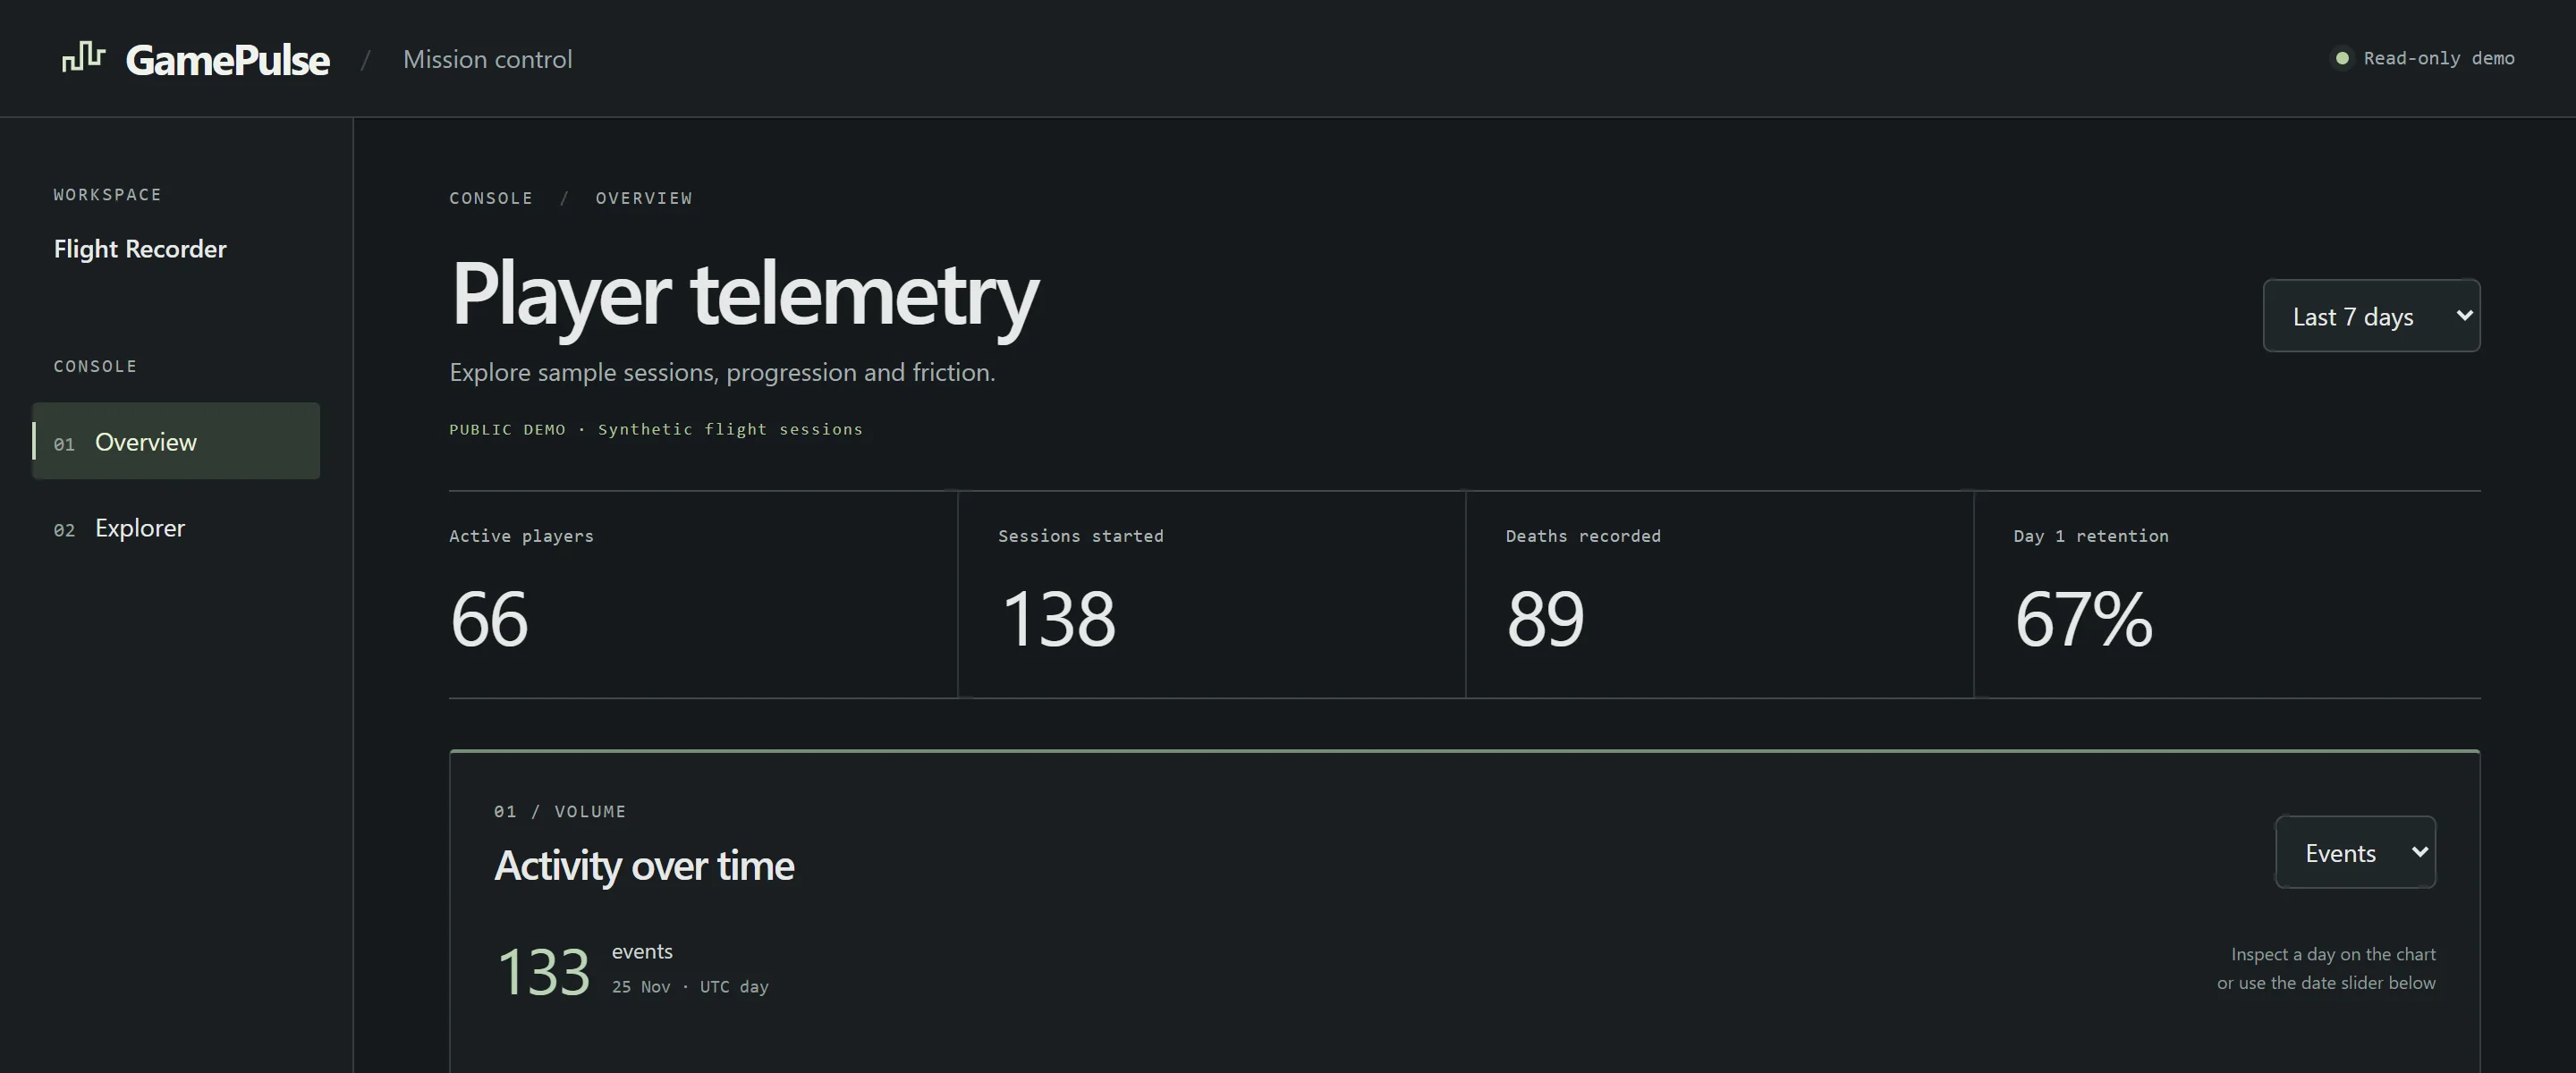 GamePulse / Mission control
Read-only demo
WORKSPACE
Flight Recorder
CONSOLE
01 Overview
02 Explorer
CONSOLE / OVERVIEW
Player telemetry
Explore sample sessions, progression and friction.
PUBLIC DEMO · Synthetic flight sessions
Last 7 days
Active players
66
Sessions started
138
Deaths recorded
89
Day 1 retention
67%
01 / VOLUME
Activity over time
Events
133 events
25 Nov · UTC day
Inspect a day on the chart
or use the date slider below